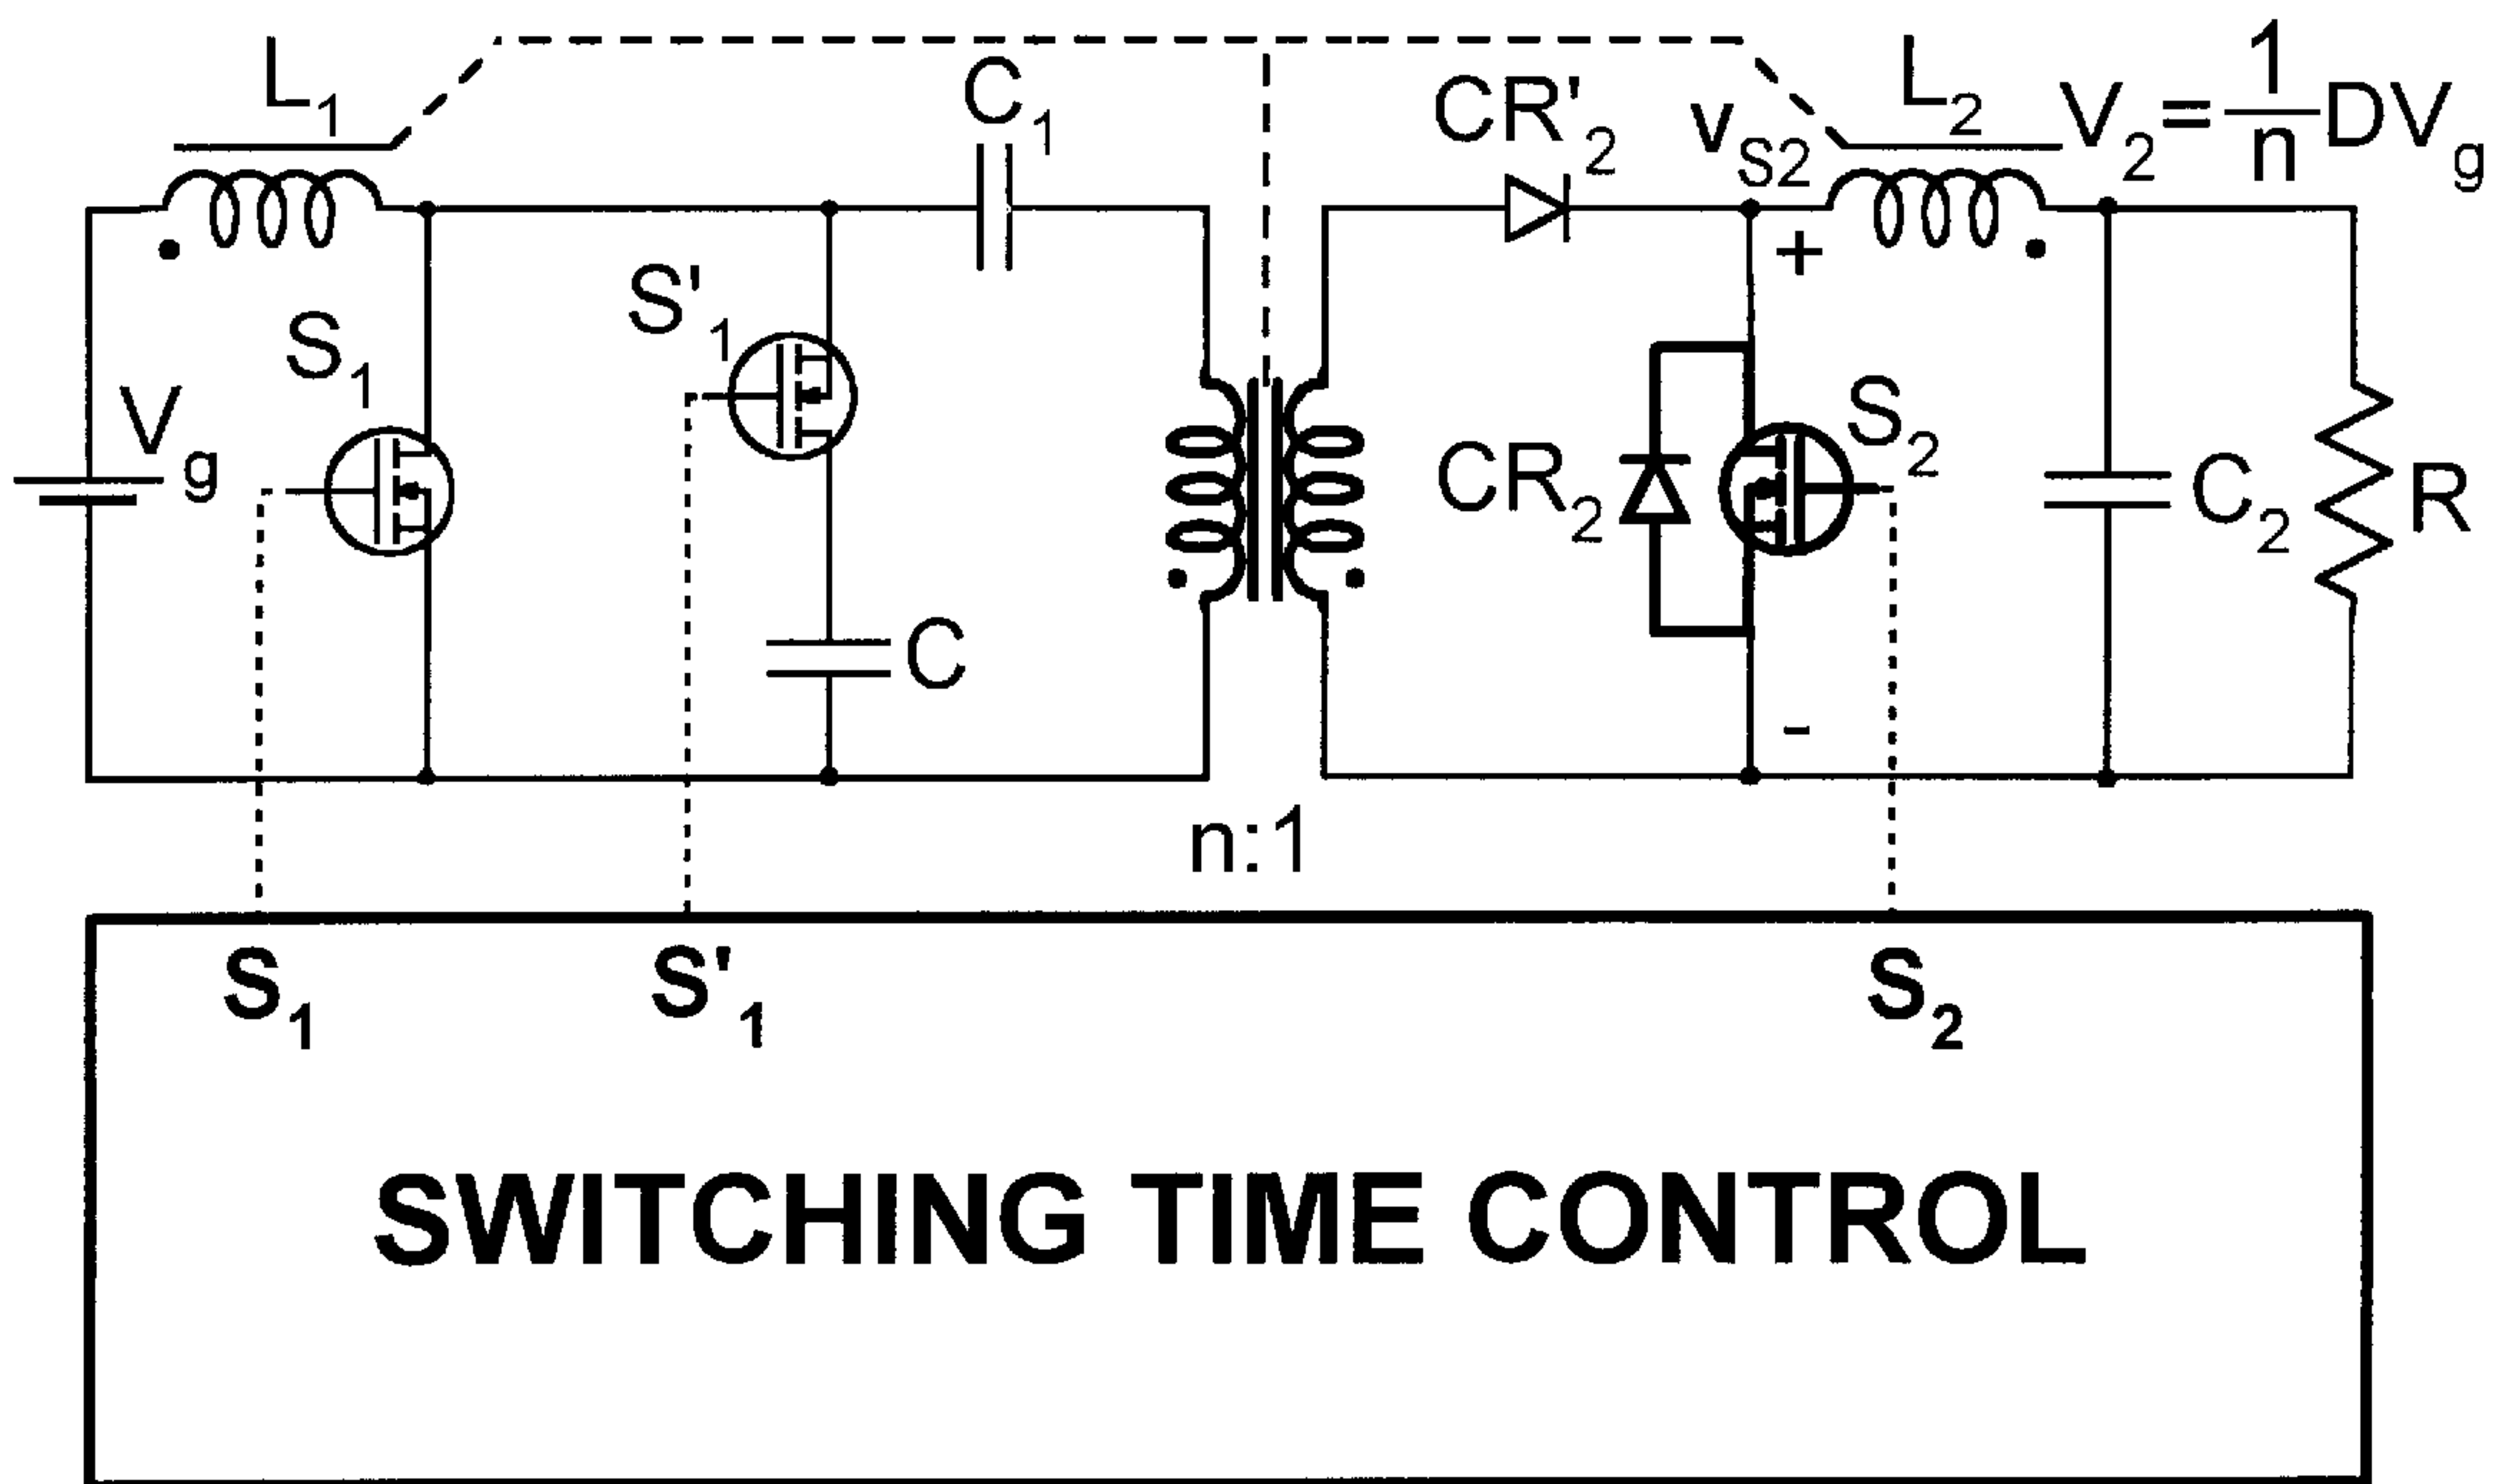 L1
C1
CR'2
vS2
L2
V2=1/n DVg
+
S'1
S1
Vg
CR2
S2
C2
R
C
-
n:1
S1
S'1
S2
SWITCHING TIME CONTROL